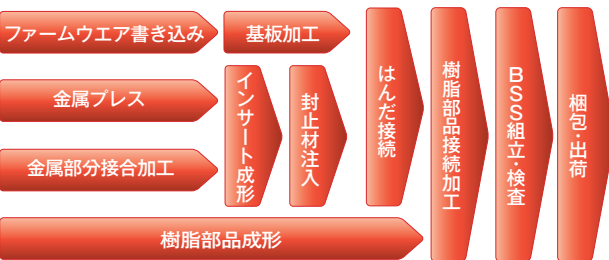 ファームウエア書き込み
基板加工
金属プレス
金属部分接合加工
インサート成形
封止材注入
はんだ接続
樹脂部品成形
樹脂部品接続加工
BSS組立・検査
梱包・出荷